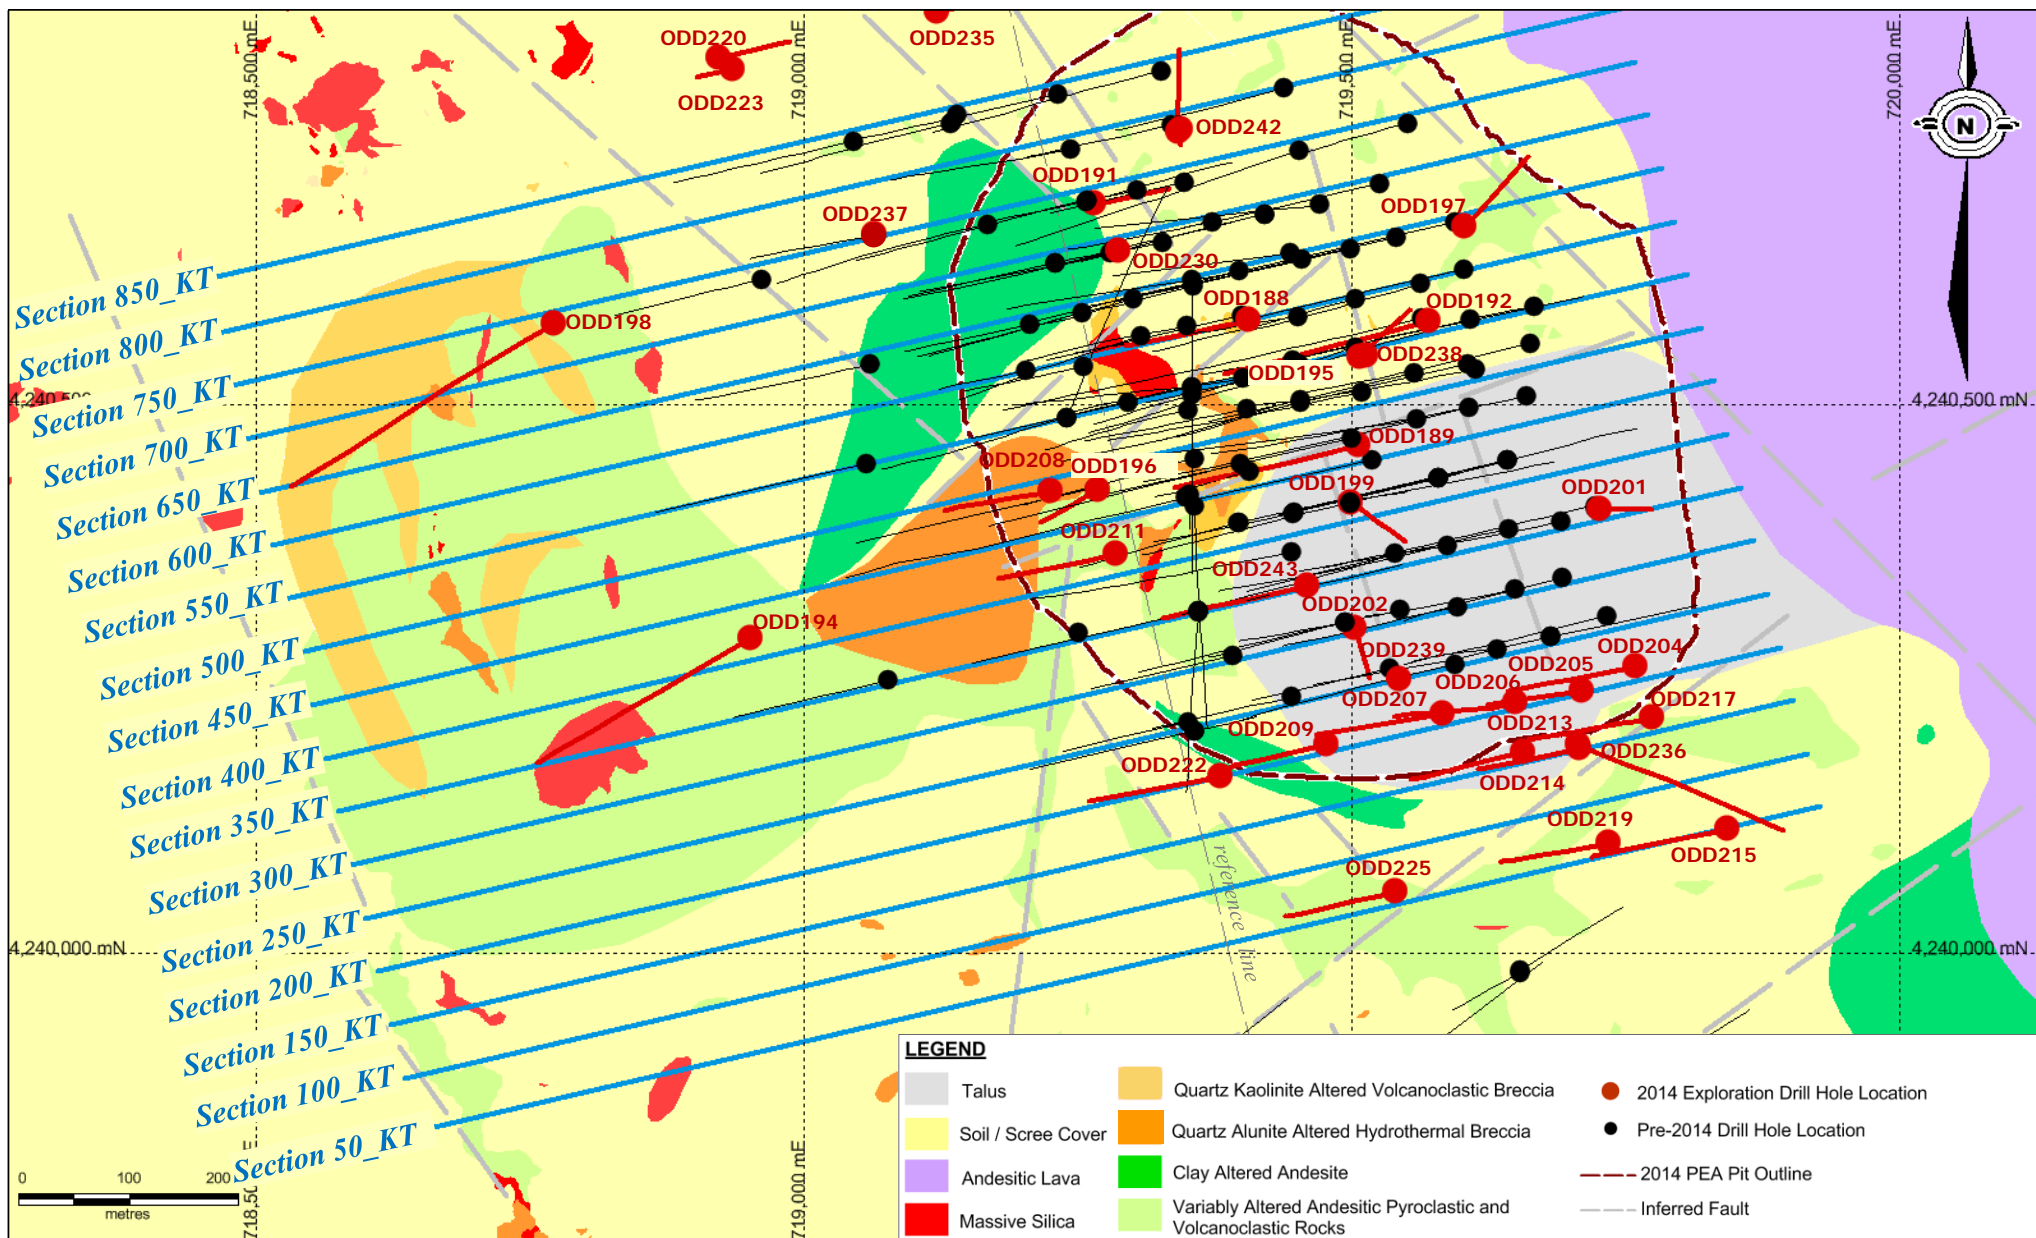 718,500 mE
719,000 mE
719,500 mE
720,000 mE
N
ODD220
ODD223
ODD235
ODD242
ODD191
ODD237
ODD197
ODD230
ODD188
ODD192
ODD198
ODD238
ODD195
ODD189
ODD208
ODD196
ODD199
ODD201
ODD211
ODD243
ODD202
ODD194
ODD239
ODD204
ODD205
ODD206
ODD207
ODD217
ODD209
ODD213
ODD236
ODD222
ODD214
ODD219
ODD215
ODD225
4,240,500 mN
4,240,000 mN
4,240,000 mN
Section 850_KT
Section 800_KT
Section 750_KT
Section 700_KT
Section 650_KT
Section 600_KT
Section 550_KT
Section 500_KT
Section 450_KT
Section 400_KT
Section 350_KT
Section 300_KT
Section 250_KT
Section 200_KT
Section 150_KT
Section 100_KT
Section 50_KT
reference line
719,000 mE
0 100 200
metres
LEGEND
Talus
Soil / Scree Cover
Andesitic Lava
Massive Silica
Quartz Kaolinite Altered Volcanoclastic Breccia
Quartz Alunite Altered Hydrothermal Breccia
Clay Altered Andesite
Variably Altered Andesitic Pyroclastic and
Volcanoclastic Rocks
2014 Exploration Drill Hole Location
Pre-2014 Drill Hole Location
2014 PEA Pit Outline
Inferred Fault